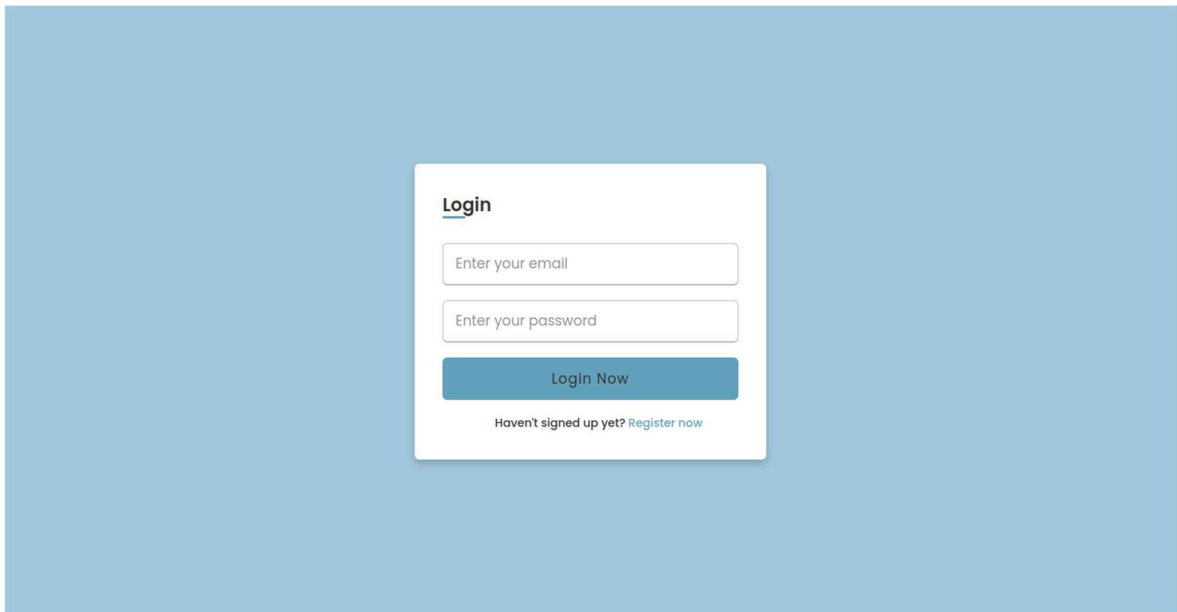 Login
Enter your email
Enter your password
Login Now
Haven't signed up yet? Register now